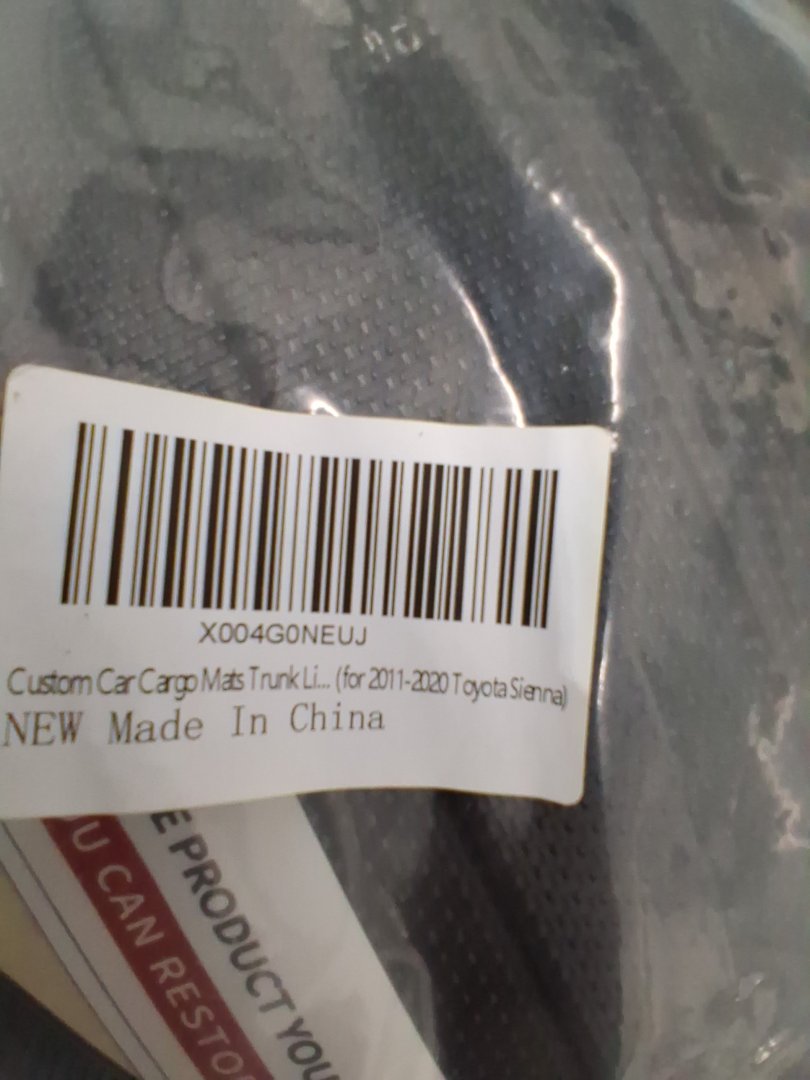 X004G0NEUJ
Custom Car Cargo Mats Trunk Li... (for 2011-2020 Toyota Sienna)
NEW Made In China
E PRODUCT YOU
U CAN RESTO